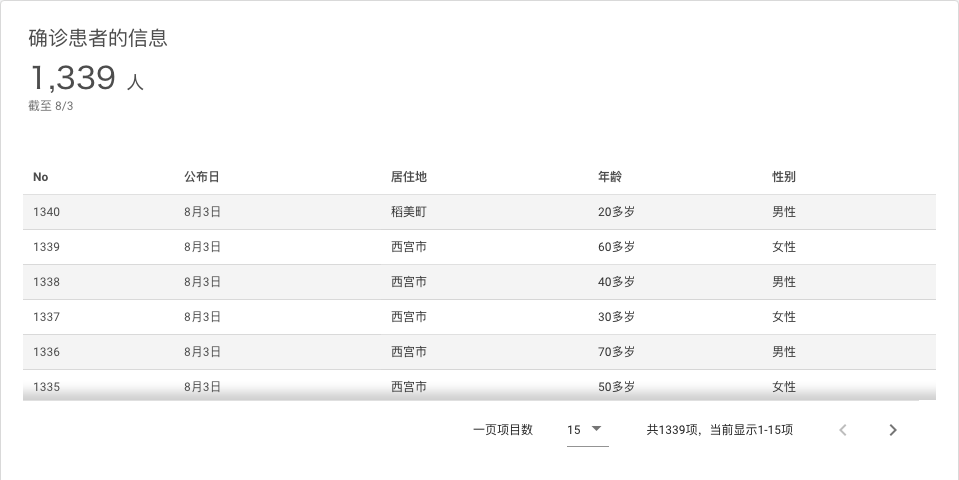 确诊患者的信息
1,339 人
截至 8/3
No 公布日 居住地 年龄 性别
1340 8月3日 稻美町 20多岁 男性
1339 8月3日 西宫市 60多岁 女性
1338 8月3日 西宫市 40多岁 男性
1337 8月3日 西宫市 30多岁 女性
1336 8月3日 西宫市 70多岁 男性
1335 8月3日 西宫市 50多岁 女性
一页项目数 15 共1339项，当前显示1-15项